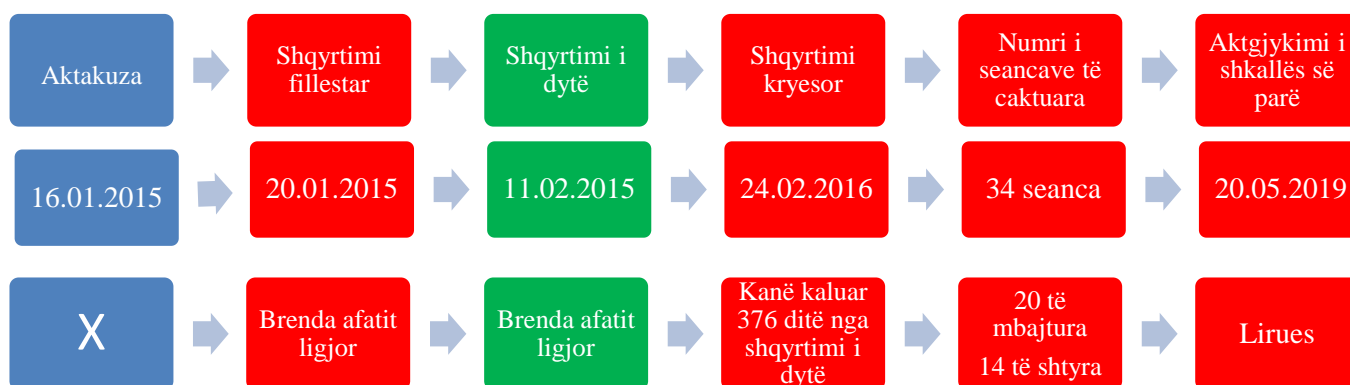 Aktakuza
Shqyrtimi
fillestar
Shqyrtimi i
dytë
Shqyrtimi
kryesor
Numri i
seancave të
caktuara
Aktgjykimi i
shkallës së
parë
16.01.2015
20.01.2015
11.02.2015
24.02.2016
34 seanca
20.05.2019
X
Brenda afatit
ligjor
Brenda afatit
ligjor
Kanë kaluar
376 ditë nga
shqyrtimi i
dytë
20 të
mbajtura
14 të shtyra
Lirues